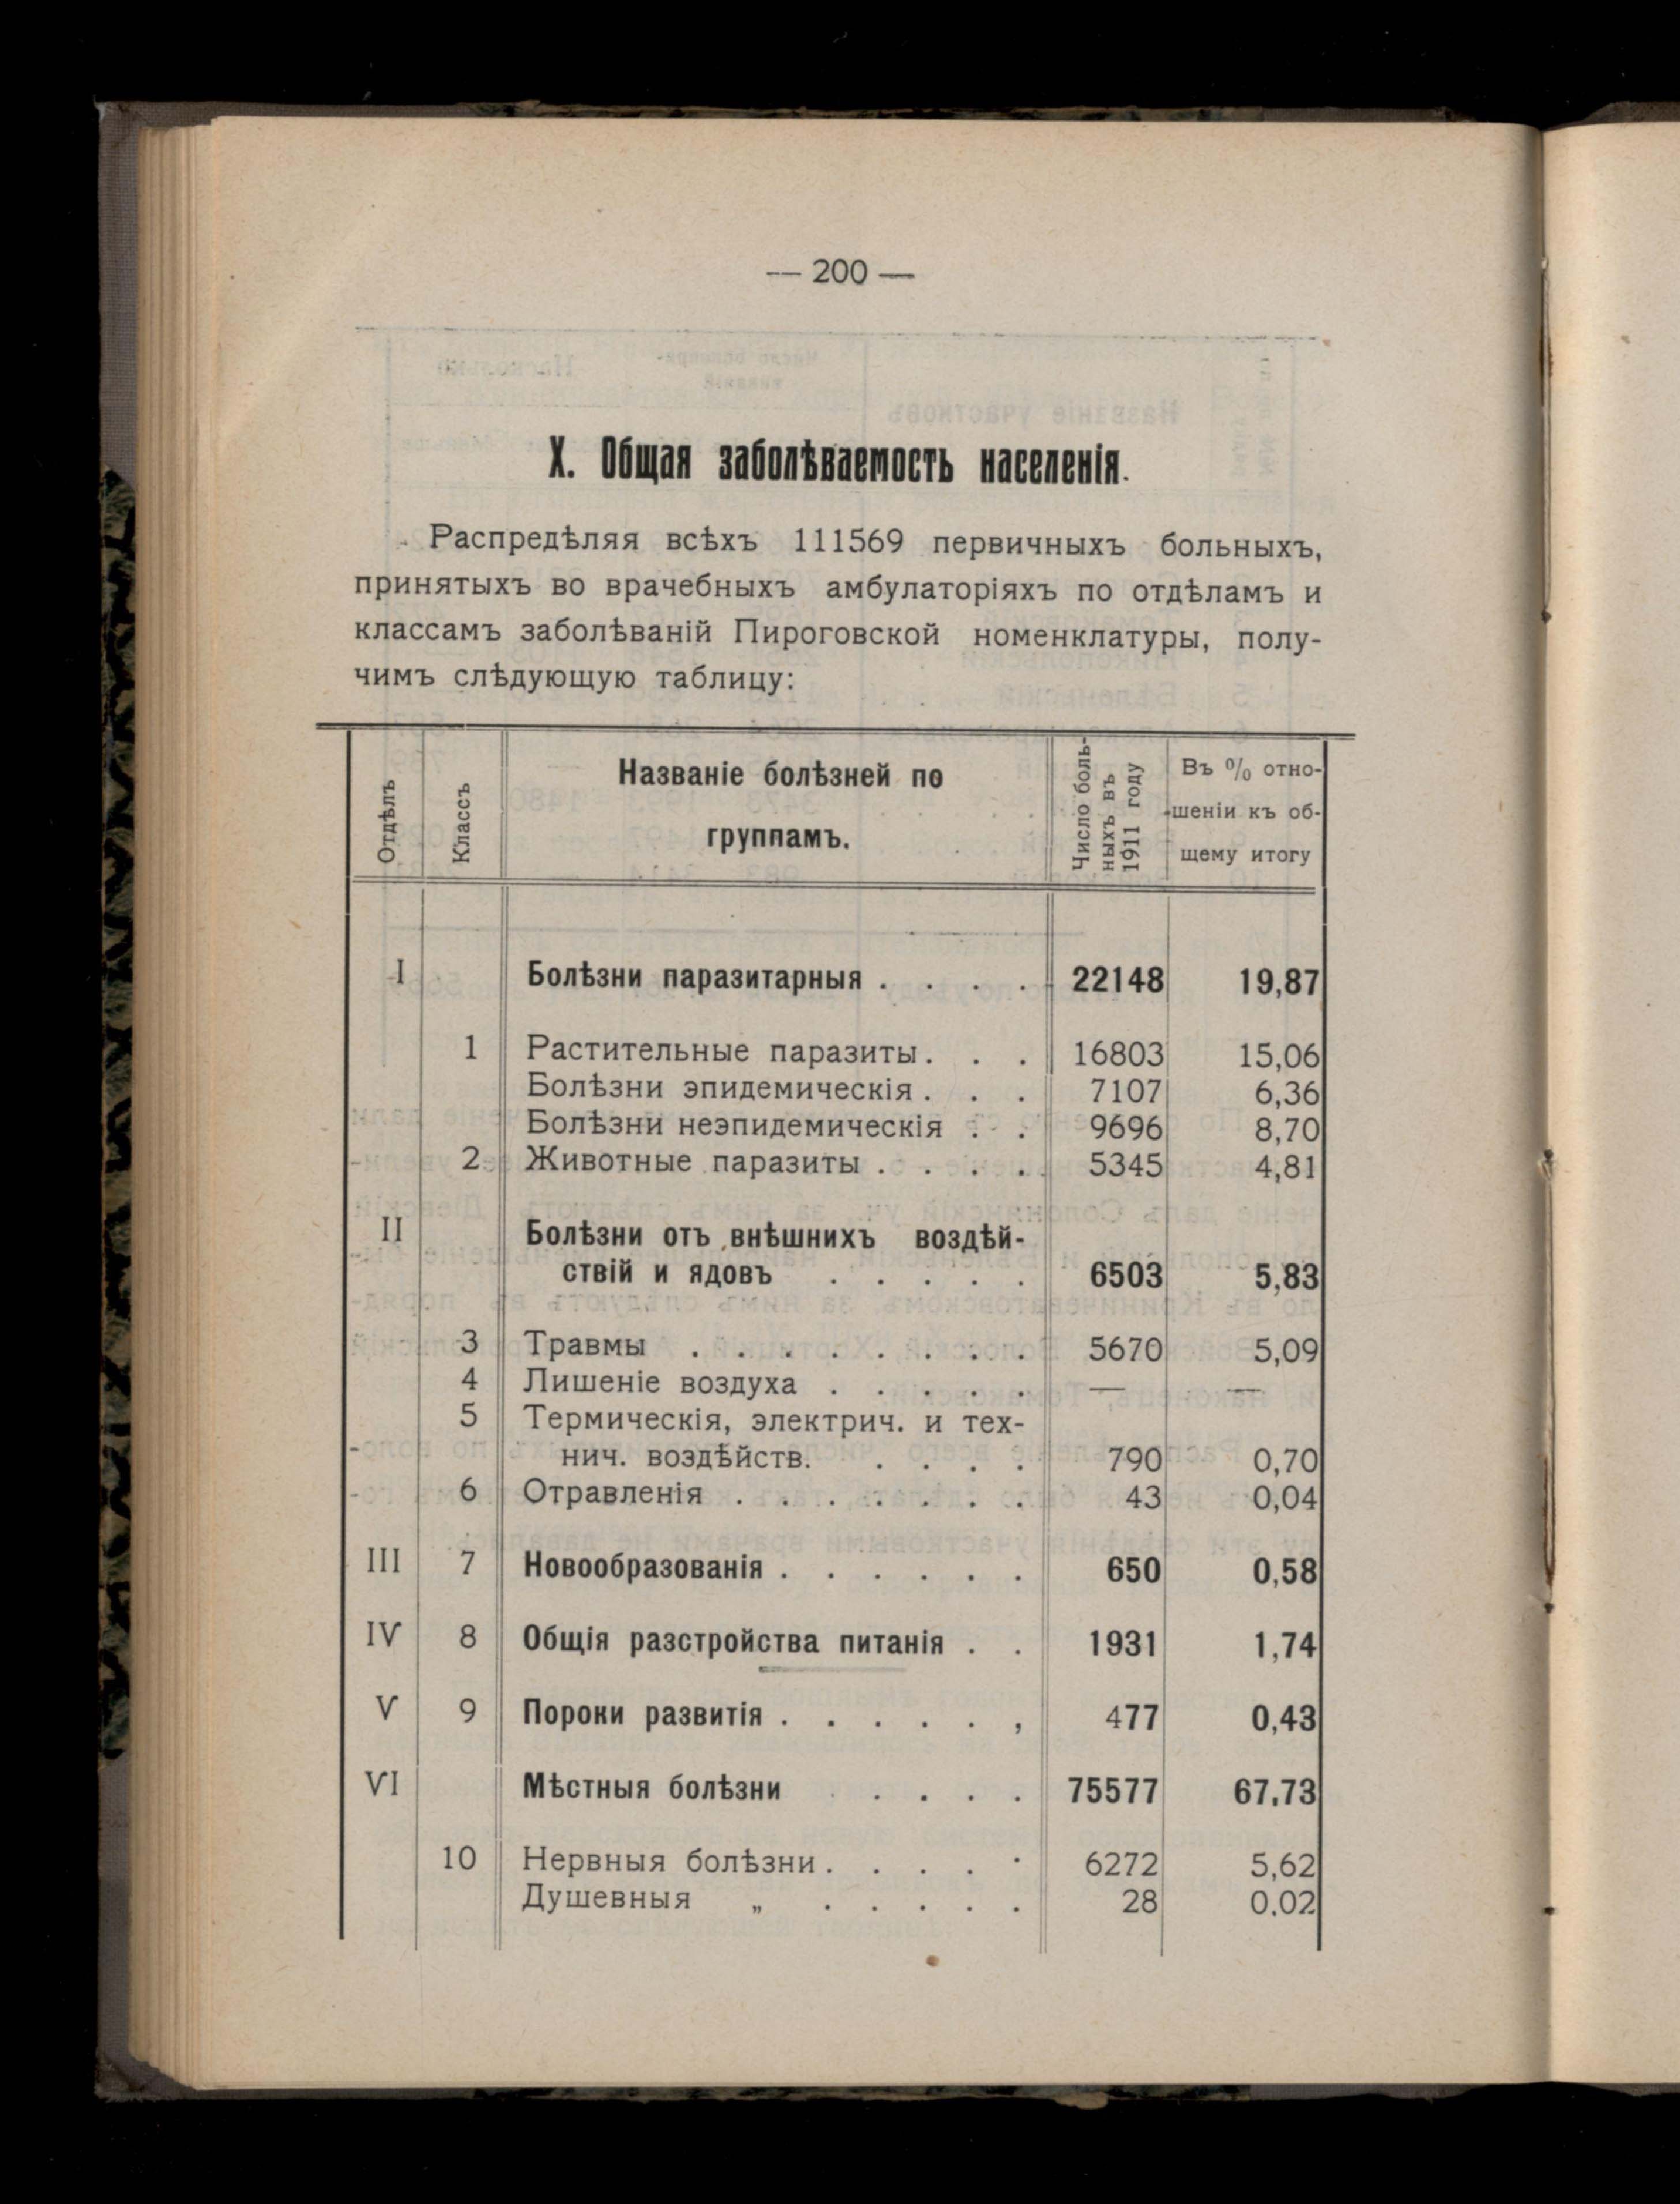 — 200 —
X. Общая заболѣваемость населенія.
Распредѣляя всѣхъ 111569 первичныхъ больныхъ,
принятыхъ во врачебныхъ амбулаторіяхъ по отдѣламъ и
классамъ заболѣваній Пироговской номенклатуры, полу-
чимъ слѣдующую таблицу:
Отдѣлъ
Классъ
Названіе болѣзней по
группамъ.
Число боль-
ныхъ въ
1911 году
Въ % отно-
шеніи къ об-
щему итогу
I Болѣзни паразитарныя . . . . 22148 19,87
1 Растительные паразиты . . . 16803 15,06
Болѣзни эпидемическія . . . 7107 6,36
Болѣзни неэпидемическія . . 9696 8,70
2 Животные паразиты . . . . 5345 4,81
II Болѣзни отъ внѣшнихъ воздѣй-
ствій и ядовъ . . . . . 6503 5,83
3 Травмы . . . . . . . . 5670 5,09
4 Лишеніе воздуха . . . . . — —
5 Термическія, электрич. и тех-
нич. воздѣйств. . . . . 790 0,70
6 Отравленія . . . . . . . 43 0,04
III 7 Новообразованія . . . . . . 650 0,58
IV 8 Общія разстройства питанія . . 1931 1,74
V 9 Пороки развитія . . . . . , 477 0,43
VI Мѣстныя болѣзни . . . . 75577 67,73
10 Нервныя болѣзни . . . . . 6272 5,62
Душевныя „ . . . . . 28 0,02